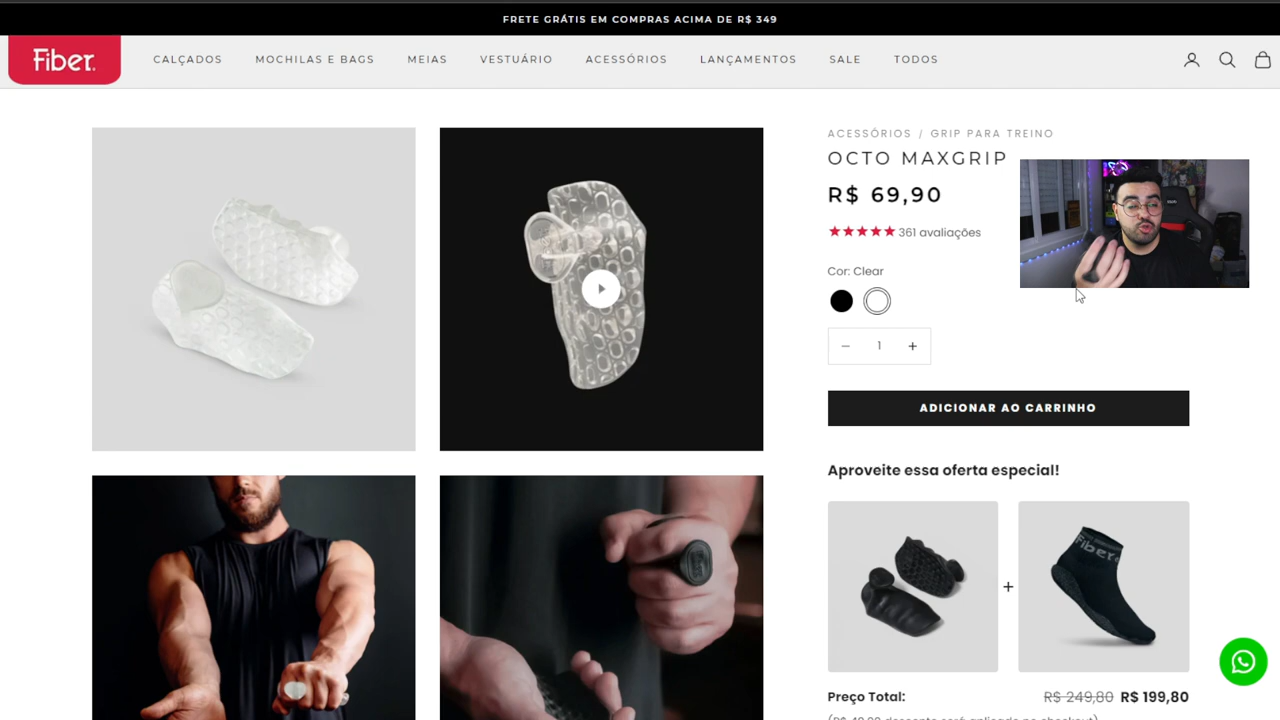 FRETE GRÁTIS EM COMPRAS ACIMA DE R$ 349
Fiber.
CALÇADOS MOCHILAS E BAGS MEIAS VESTUÁRIO ACESSÓRIOS LANÇAMENTOS SALE TODOS
ACESSÓRIOS / GRIP PARA TREINO
OCTO MAXGRIP
R$ 69,90
★★★★★ 361 avaliações
Cor: Clear
− 1 +
ADICIONAR AO CARRINHO
Aproveite essa oferta especial!
Fiber.
+
Preço Total: R$ 249,80 R$ 199,80